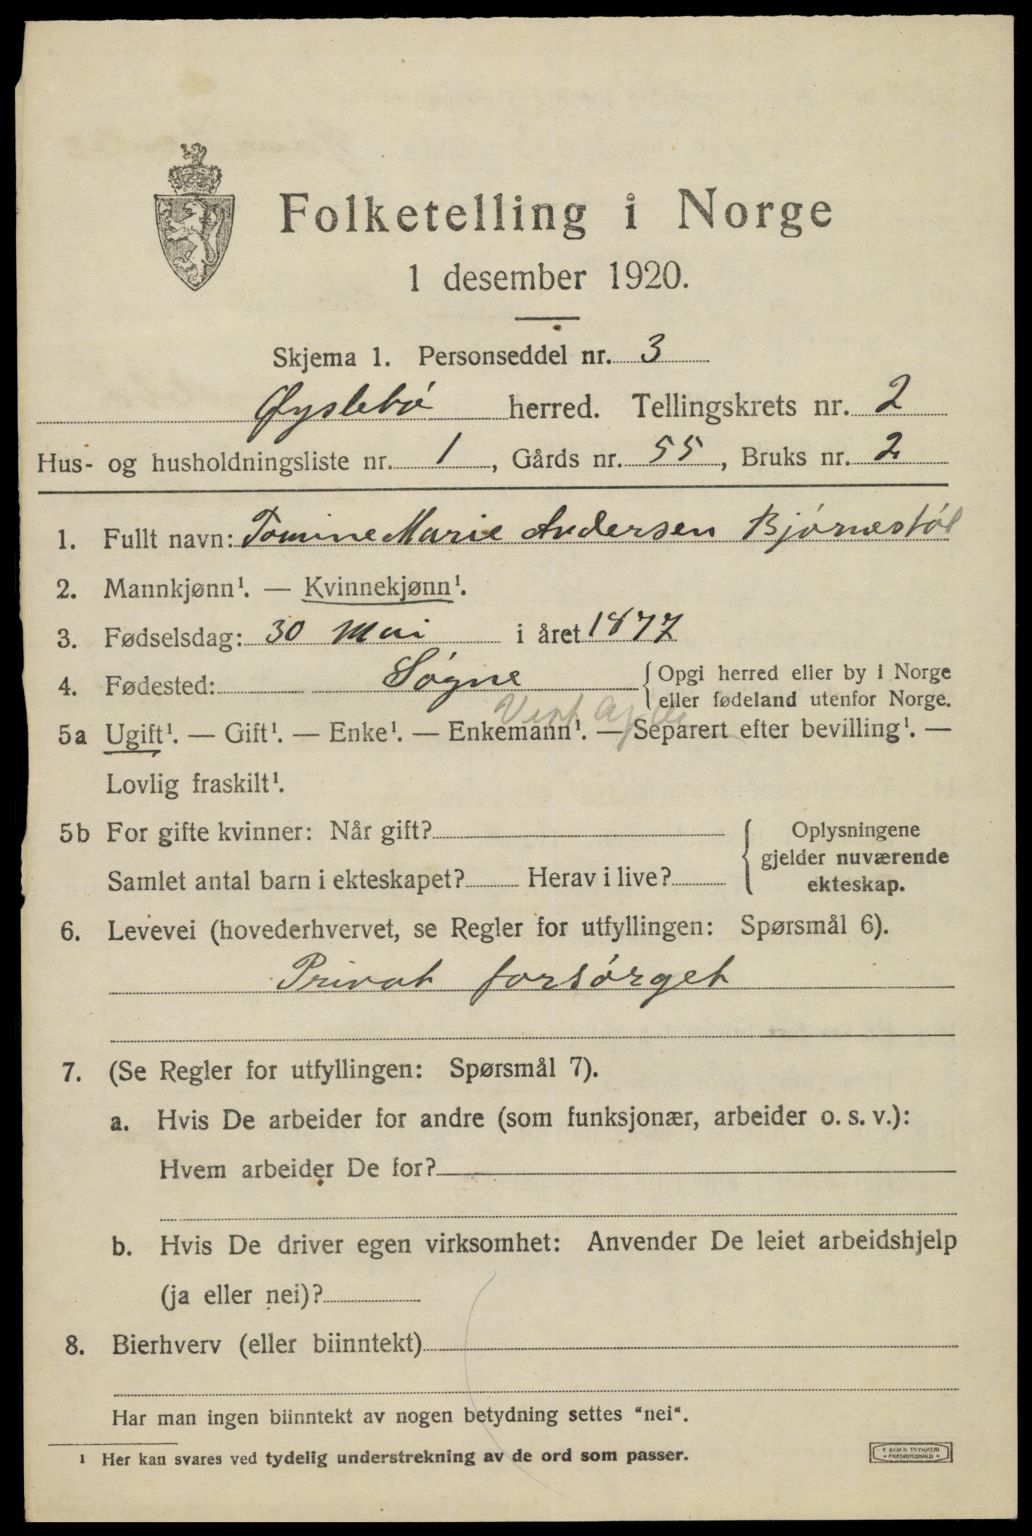 Folketelling i Norge
1 desember 1920.
Skjema 1. Personseddel nr. 3
Øyslebø herred. Tellingskrets nr. 2
Hus- og husholdningsliste nr. 1, Gårds nr. 55, Bruks nr. 2
1. Fullt navn: Tomine Marie Andersen Bjørnestøl
2. Mannkjønn¹. — Kvinnekjønn¹.
3. Fødselsdag: 30 Mai i året 1877
4. Fødested: Søgne { Opgi herred eller by i Norge
eller fødeland utenfor Norge.
Vest Agder
5a Ugift¹. — Gift¹. — Enke¹. — Enkemann¹. — Separert efter bevilling¹. —
Lovlig fraskilt¹.
5b For gifte kvinner: Når gift?
Samlet antal barn i ekteskapet? Herav i live?
Oplysningene
gjelder nuværende
ekteskap.
6. Levevei (hovederhvervet, se Regler for utfyllingen: Spørsmål 6).
Privat forsørget
7. (Se Regler for utfyllingen: Spørsmål 7).
a. Hvis De arbeider for andre (som funksjonær, arbeider o. s. v.):
Hvem arbeider De for?
b. Hvis De driver egen virksomhet: Anvender De leiet arbeidshjelp
(ja eller nei)?
8. Bierhverv (eller biinntekt)
Har man ingen biinntekt av nogen betydning settes "nei".
¹ Her kan svares ved tydelig understrekning av de ord som passer.